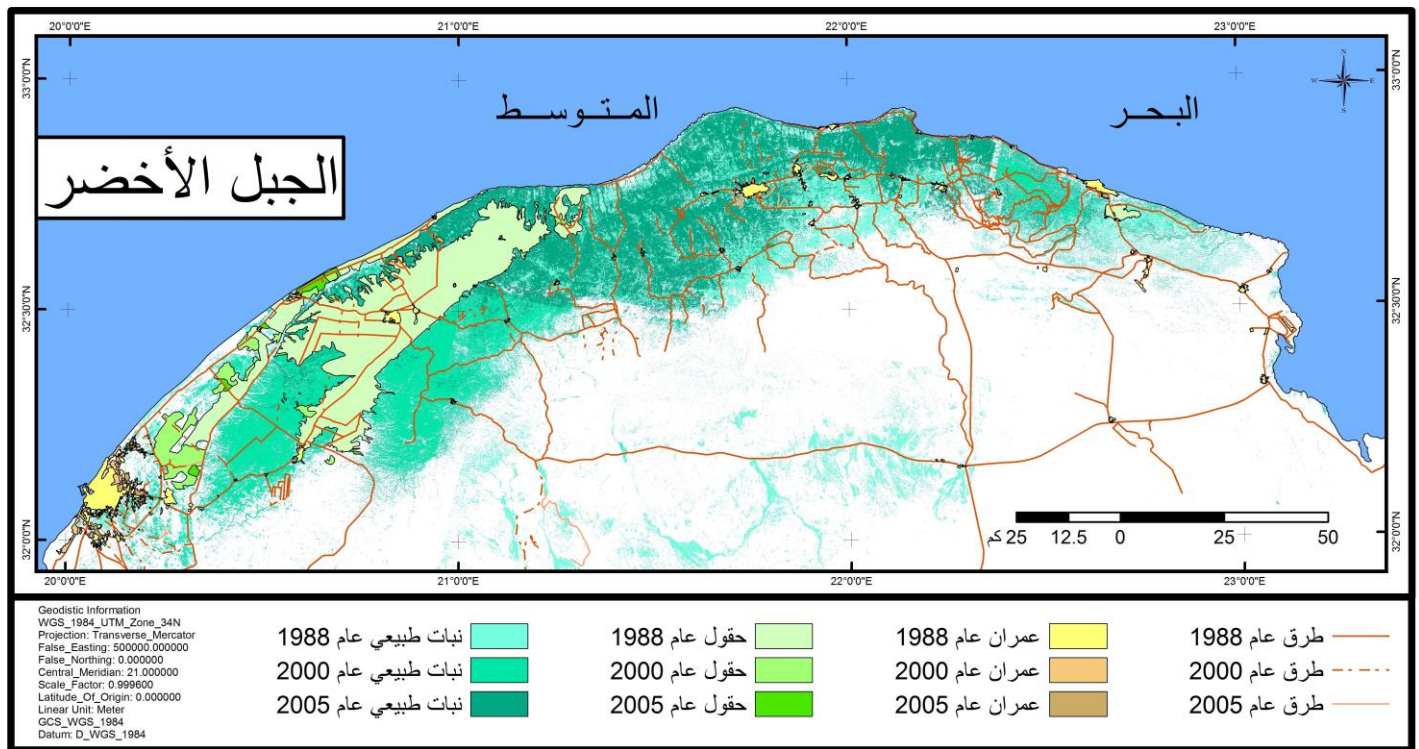 20°0'0"E 21°0'0"E 22°0'0"E 23°0'0"E
33°0'0"N 33°0'0"N
البحر المتوسط
الجبل الأخضر
N
W E
S
32°30'0"N 32°30'0"N
32°0'0"N 32°0'0"N
كم 25 12.5 0 25 50
20°0'0"E 21°0'0"E 22°0'0"E 23°0'0"E
Geodistic Information
WGS_1984_UTM_Zone_34N
Projection: Transverse_Mercator
False_Easting: 500000.000000
False_Northing: 0.000000
Central_Meridian: 21.000000
Scale_Factor: 0.999600
Latitude_Of_Origin: 0.000000
Linear Unit: Meter
GCS_WGS_1984
Datum: D_WGS_1984
طرق عام 1988
طرق عام 2000
طرق عام 2005
عمران عام 1988
عمران عام 2000
عمران عام 2005
حقول عام 1988
حقول عام 2000
حقول عام 2005
نبات طبيعي عام 1988
نبات طبيعي عام 2000
نبات طبيعي عام 2005